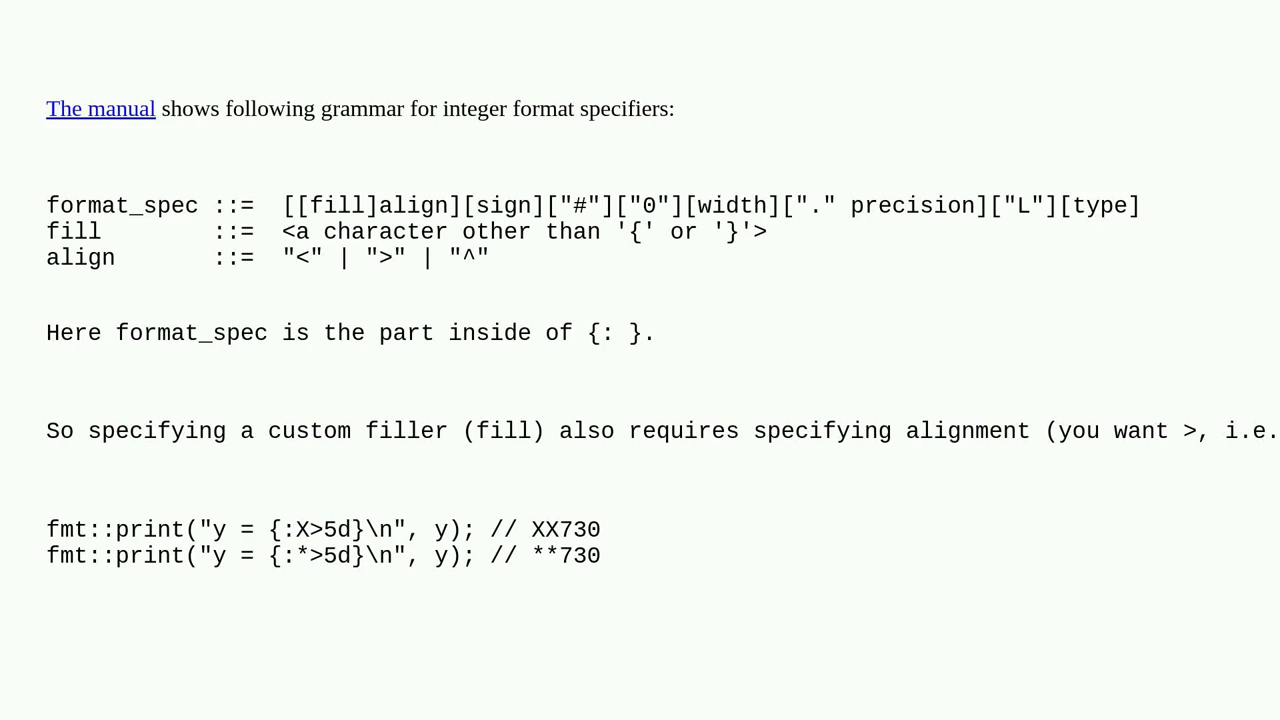 The manual shows following grammar for integer format specifiers:
format_spec ::=  [[fill]align][sign]["#"]["0"][width]["." precision]["L"][type]
fill        ::=  <a character other than '{' or '}'>
align       ::=  "<" | ">" | "^"
Here format_spec is the part inside of {: }.
So specifying a custom filler (fill) also requires specifying alignment (you want >, i.e.
fmt::print("y = {:X>5d}\n", y); // XX730
fmt::print("y = {:*>5d}\n", y); // **730